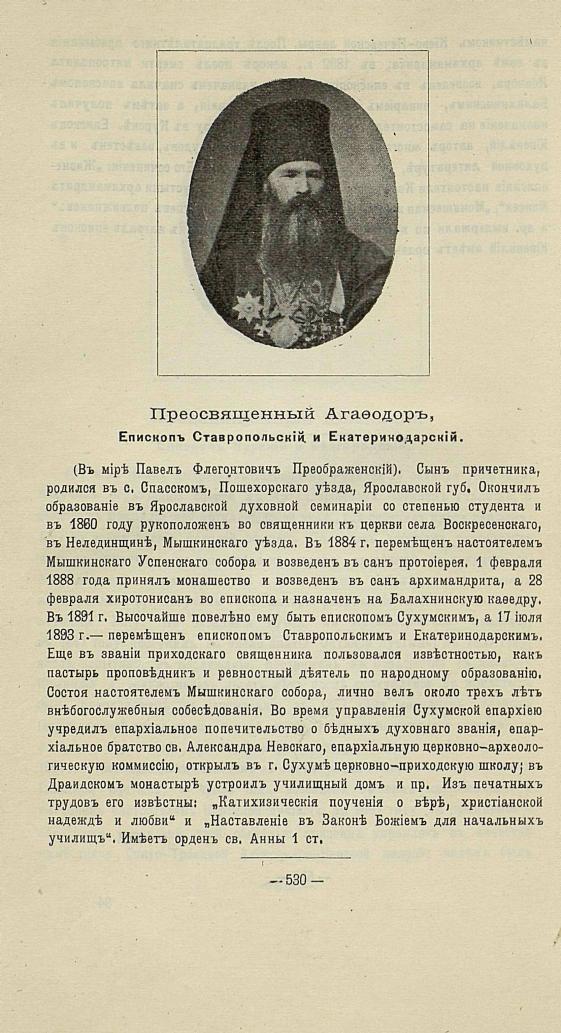 Преосвященный Агаѳодоръ,
Епископъ Ставропольскій и Екатеринодарскій.
(Въ мірѣ Павелъ Флегонтовичъ Преображенскій). Сынъ причетника,
родился въ с. Спасскомъ, Пошехорскаго уѣзда, Ярославской губ. Окончилъ
образованіе въ Ярославской духовной семинаріи со степенью студента и
въ 1860 году рукоположенъ во священники къ церкви села Воскресенскаго,
въ Нелединщинѣ, Мышкинскаго уѣзда. Въ 1884 г. перемѣщенъ настоятелемъ
Мышкинскаго Успенскаго собора и возведенъ въ санъ протоіерея. 1 февраля
1888 года принялъ монашество и возведенъ въ санъ архимандрита, а 28
февраля хиротонисанъ во епископа и назначенъ на Балахнинскую каѳедру.
Въ 1891 г. Высочайше повелѣно ему быть епископомъ Сухумскимъ, а 17 іюля
1893 г.— перемѣщенъ епископомъ Ставропольскимъ и Екатеринодарскимъ.
Еще въ званіи приходскаго священника пользовался извѣстностью, какъ
пастырь проповѣдникъ и ревностный дѣятель по народному образованію.
Состоя настоятелемъ Мышкинскаго собора, лично велъ около трехъ лѣтъ
внѣбогослужебныя собесѣдованія. Во время управленія Сухумской епархіею
учредилъ епархіальное попечительство о бѣдныхъ духовнаго званія, епар-
хіальное братство св. Александра Невскаго, епархіальную церковно-археоло-
гическую коммиссію, открылъ въ г. Сухумѣ церковно-приходскую школу; въ
Драидскомъ монастырѣ устроилъ училищный домъ и пр. Изъ печатныхъ
трудовъ его извѣстны: „Катихизическія поученія о вѣрѣ, христіанской
надеждѣ и любви“ и „Наставленіе въ Законѣ Божіемъ для начальныхъ
училищъ“. Имѣетъ орденъ св. Анны 1 ст.
— 530 —